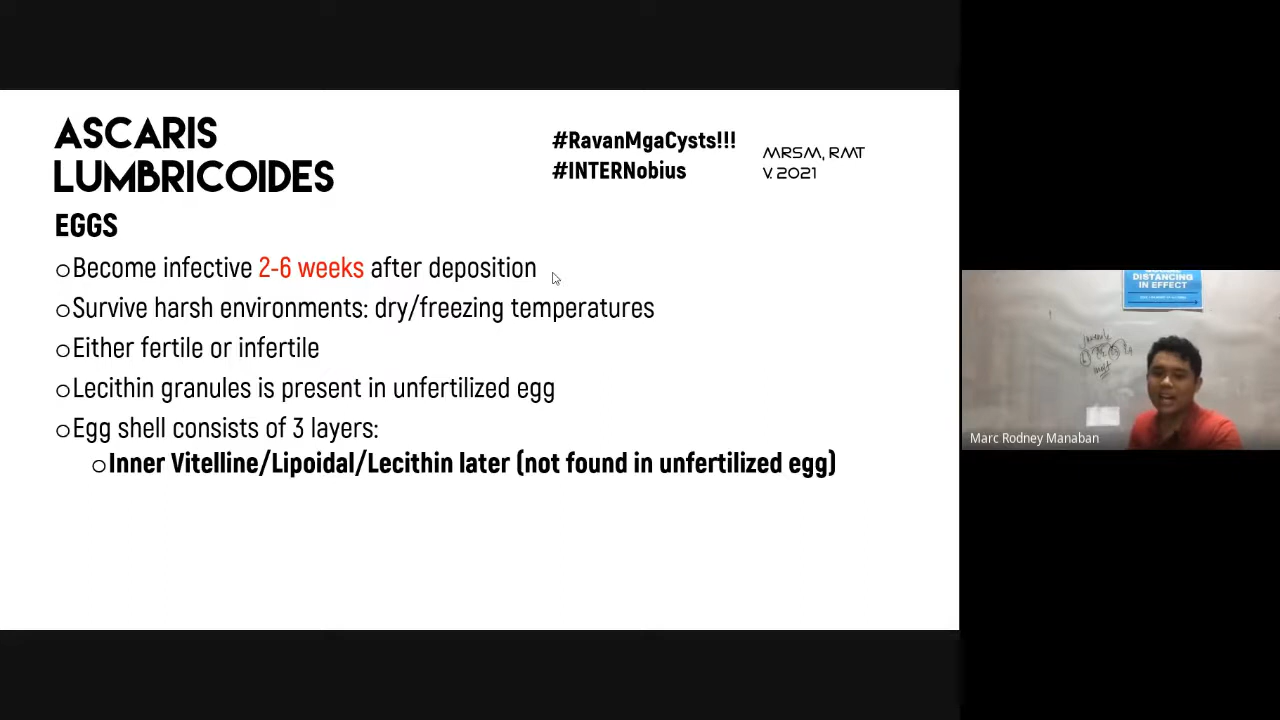 ASCARIS
LUMBRICOIDES
#RavanMgaCysts!!!
#INTERNobius
MRSM, RMT
V. 2021
EGGS
Become infective 2-6 weeks after deposition
Survive harsh environments: dry/freezing temperatures
Either fertile or infertile
Lecithin granules is present in unfertilized egg
Egg shell consists of 3 layers:
Inner Vitelline/Lipoidal/Lecithin later (not found in unfertilized egg)
DISTANCING
IN EFFECT
Marc Rodney Manaban